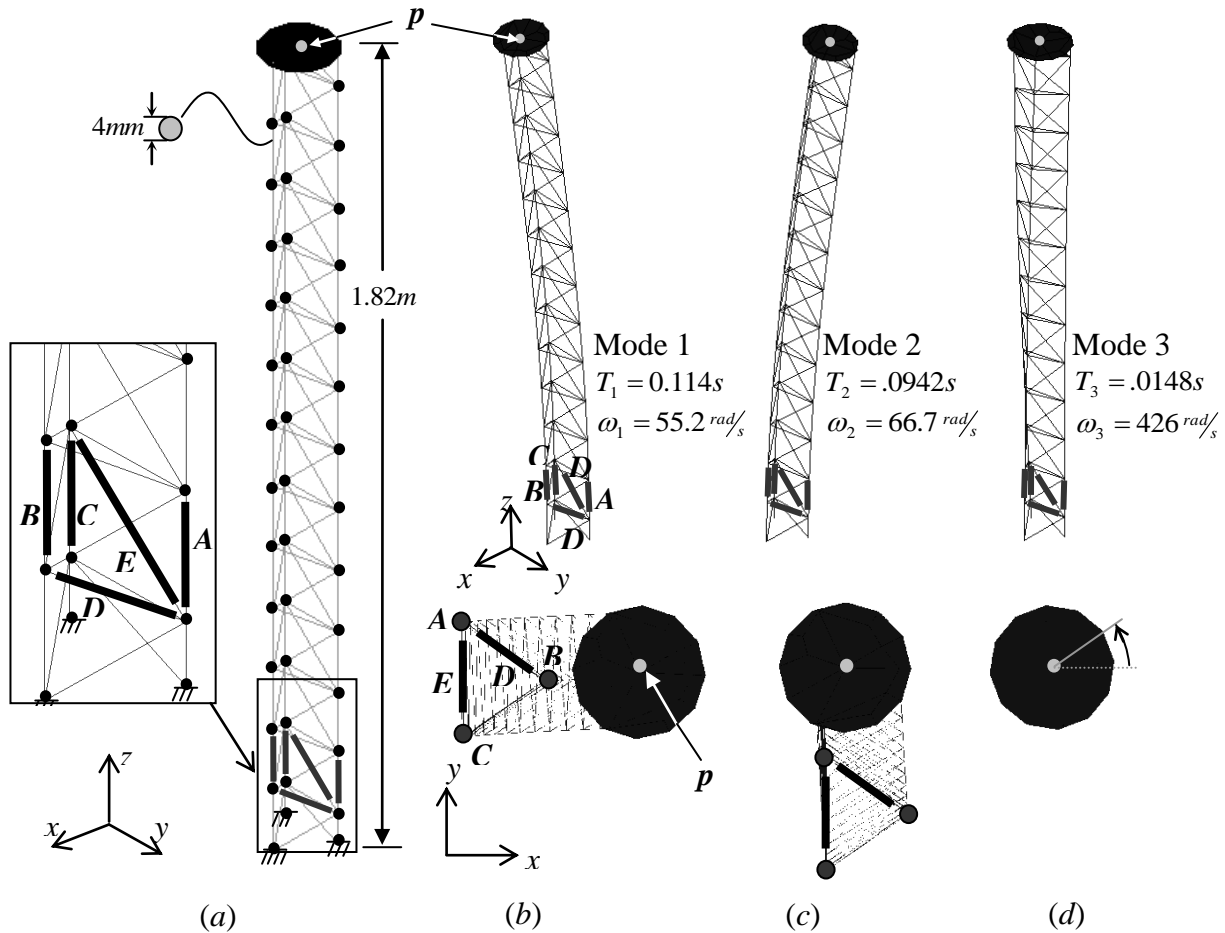 p
p
4mm
1.82m
Mode 1
T₁ = 0.114s
ω₁ = 55.2 rad/s
Mode 2
T₂ = .0942s
ω₂ = 66.7 rad/s
Mode 3
T₃ = .0148s
ω₃ = 426 rad/s
B
C
E
A
D
C
D
B
A
D
z
x
y
z
x
y
A
B
D
E
C
p
y
x
(a)
(b)
(c)
(d)